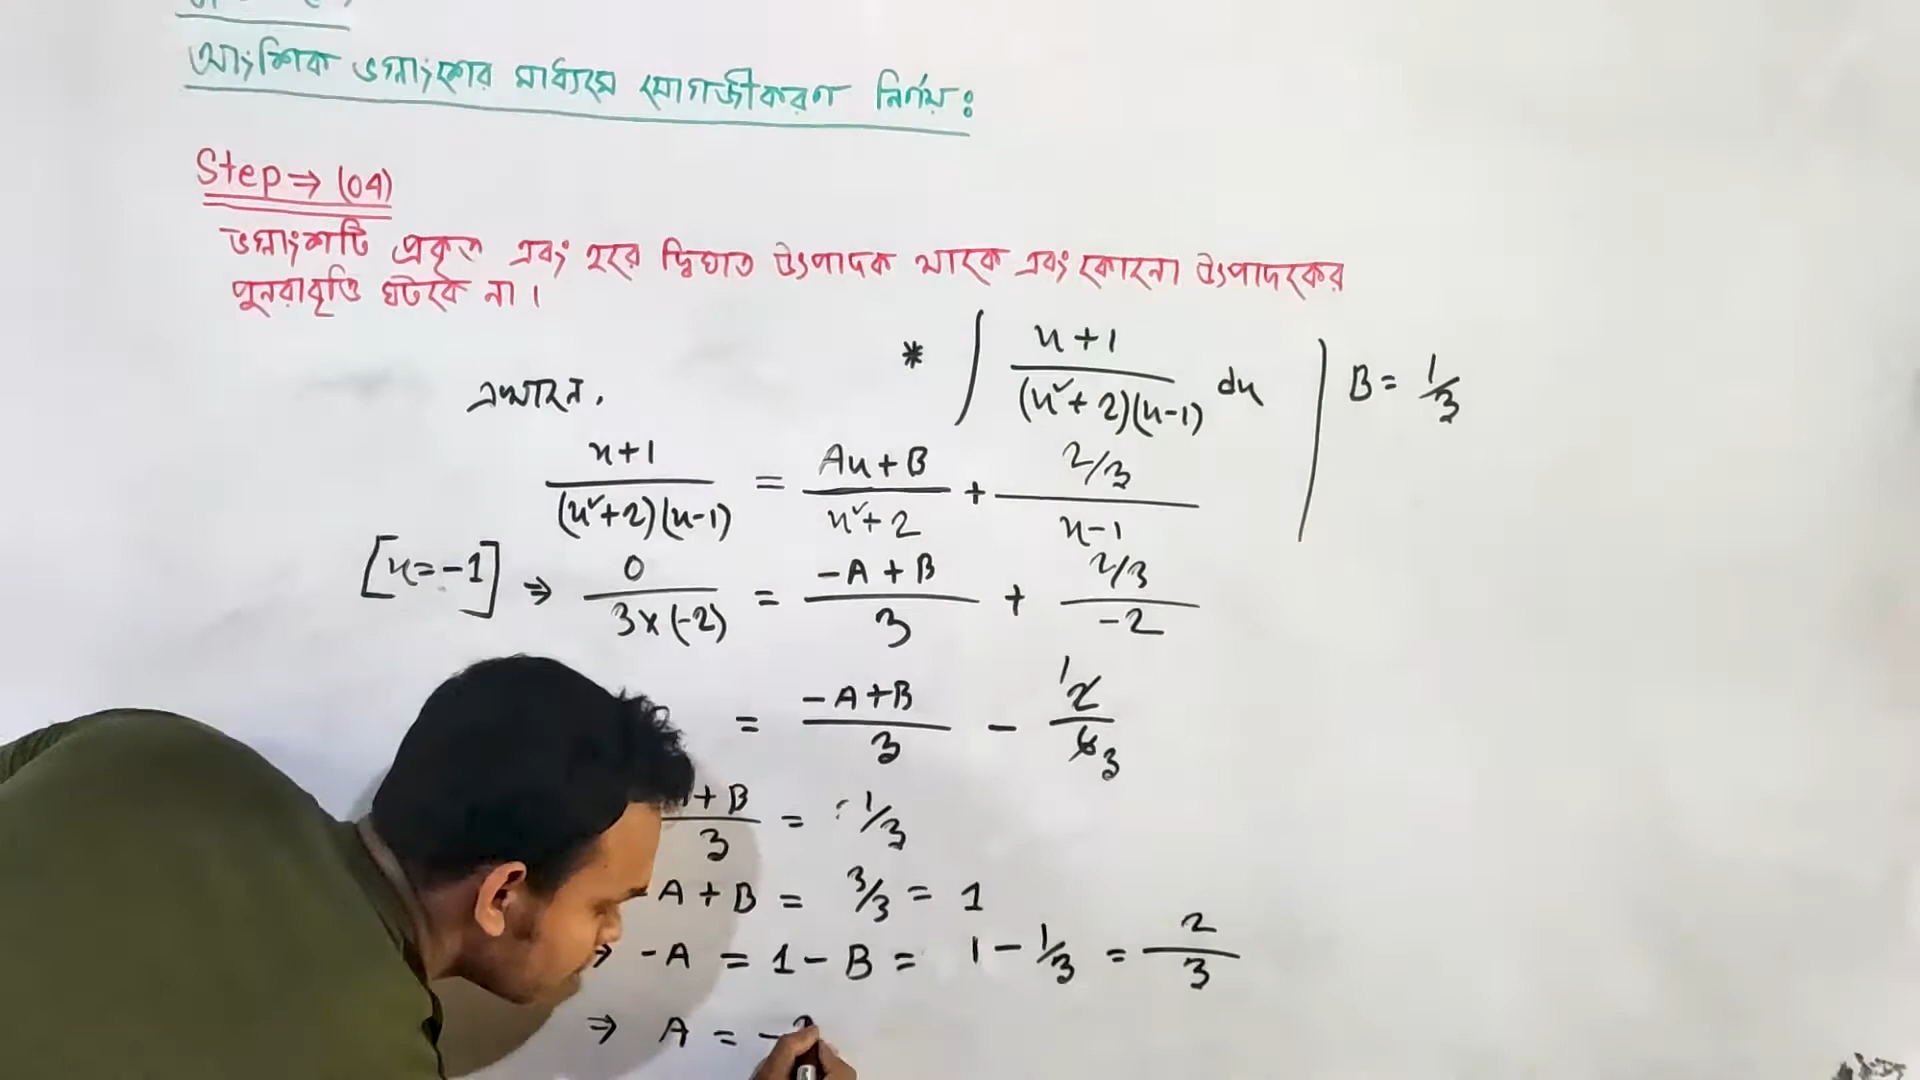 আংশিক ভগ্নাংশের মাধ্যমে যোগজীকরণ নির্ণয়ঃ
Step ⇒ (04)
ভগ্নাংশটি প্রকৃত এবং হরে দ্বিঘাত উৎপাদক থাকে এবং কোনো উৎপাদকের
পুনরাবৃত্তি ঘটবে না।
* ∫ x+1 / (x²+2)(x-1) dx | B = 1/3
এখানে,
x+1 / (x²+2)(x-1) = Ax+B / x²+2 + 2/3 / x-1
[x=-1] ⇒ 0 / 3×(-2) = -A+B / 3 + 2/3 / -2
= -A+B / 3 - 1 2 / 6 3
+B / 3 = 1/3
A+B = 3/3 = 1
⇒ -A = 1-B = 1 - 1/3 = 2/3
⇒ A = -